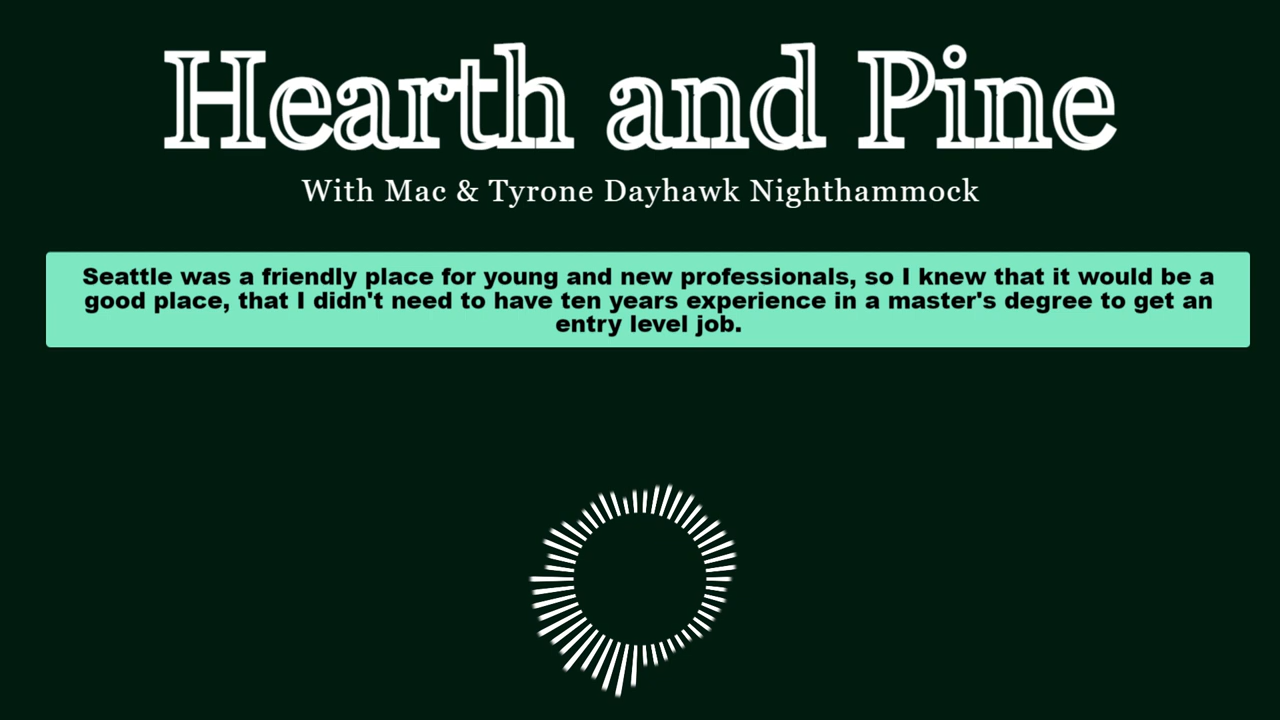 Hearth and Pine
With Mac & Tyrone Dayhawk Nighthammock
Seattle was a friendly place for young and new professionals, so I knew that it would be a
good place, that I didn't need to have ten years experience in a master's degree to get an
entry level job.